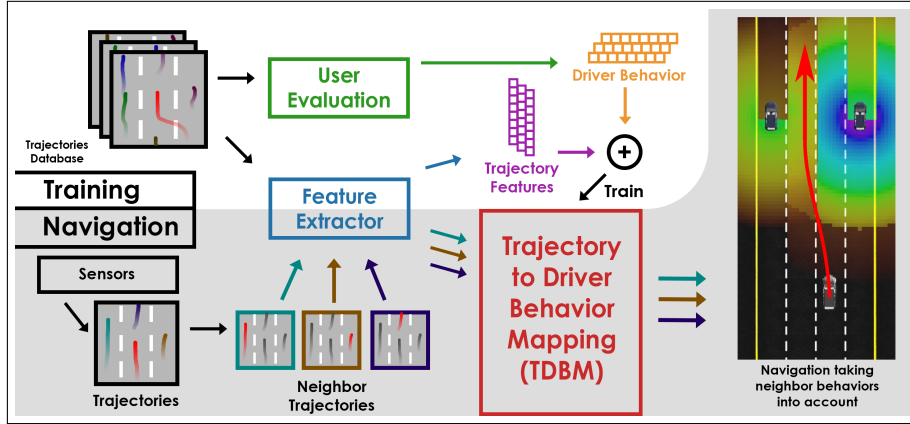 Trajectories
Database
User
Evaluation
Driver Behavior
Trajectory
Features
+
Train
Training
Navigation
Feature
Extractor
Sensors
Trajectories
Neighbor
Trajectories
Trajectory
to Driver
Behavior
Mapping
(TDBM)
Navigation taking
neighbor behaviors
into account